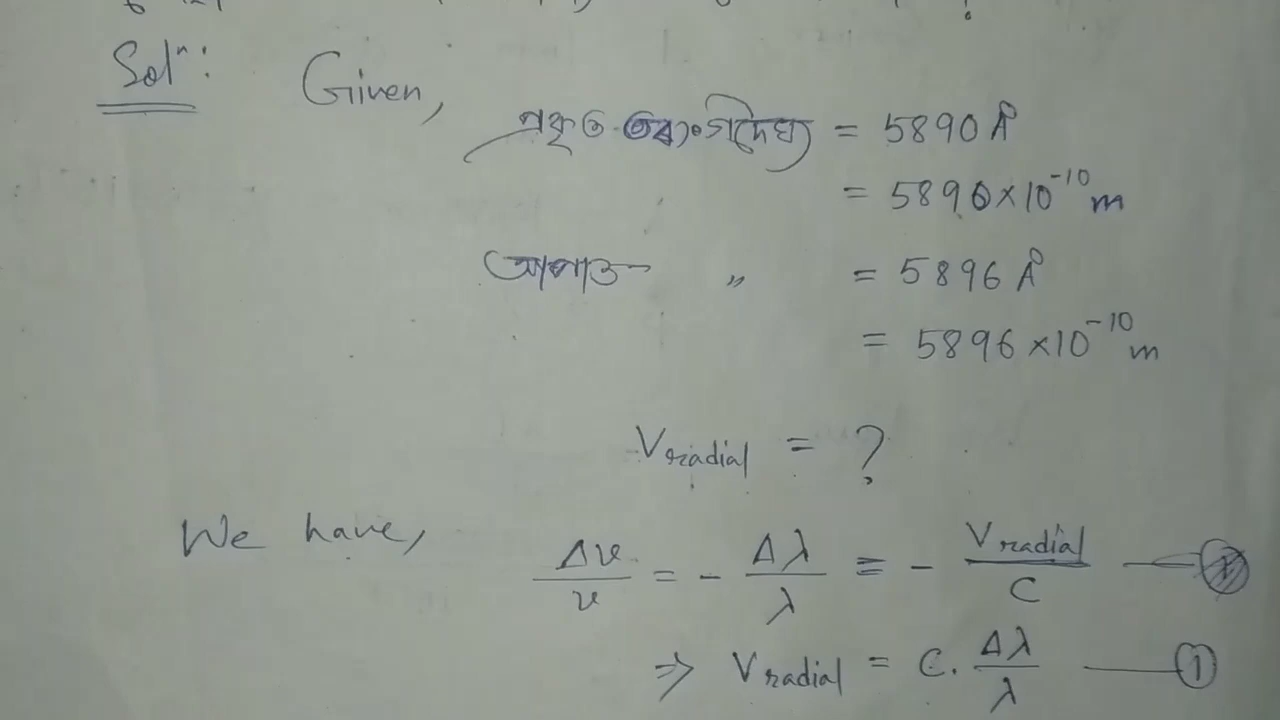 Solⁿ: Given,
প্ৰকৃত তৰংগদৈৰ্ঘ্য = 5890 Å
= 5890×10⁻¹⁰ m
আপাত " = 5896 Å
= 5896×10⁻¹⁰ m
Vradial = ?
We have, Δν/ν = - Δλ/λ = - Vradial/C
⇒ Vradial = C. Δλ/λ — ①